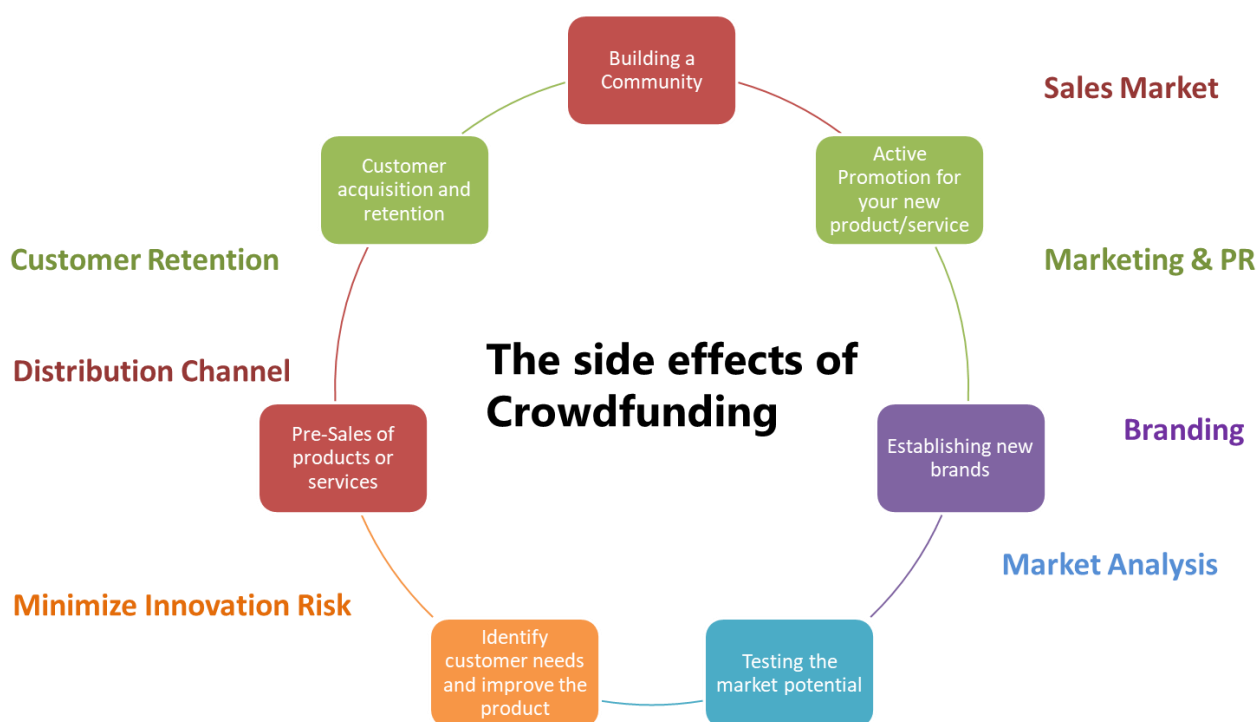 Building a
Community
Sales Market
Active
Promotion for
your new
product/service
Customer
acquisition and
retention
Customer Retention
Marketing & PR
The side effects of
Crowdfunding
Distribution Channel
Pre-Sales of
products or
services
Establishing new
brands
Branding
Market Analysis
Minimize Innovation Risk
Identify
customer needs
and improve the
product
Testing the
market potential